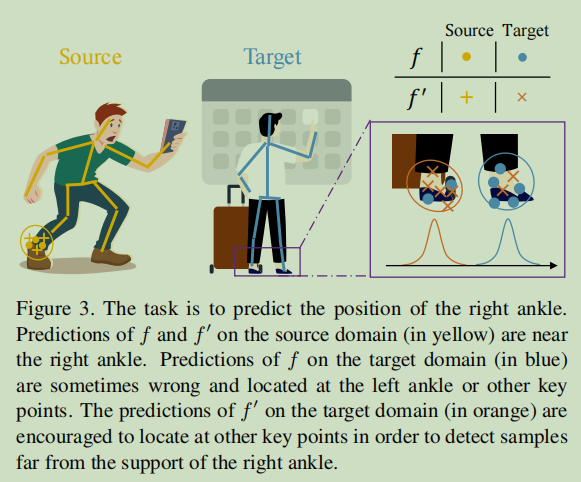 Source Target
Source
Target
f
f′
Figure 3. The task is to predict the position of the right ankle.
Predictions of f and f′ on the source domain (in yellow) are near
the right ankle. Predictions of f on the target domain (in blue)
are sometimes wrong and located at the left ankle or other key
points. The predictions of f′ on the target domain (in orange) are
encouraged to locate at other key points in order to detect samples
far from the support of the right ankle.